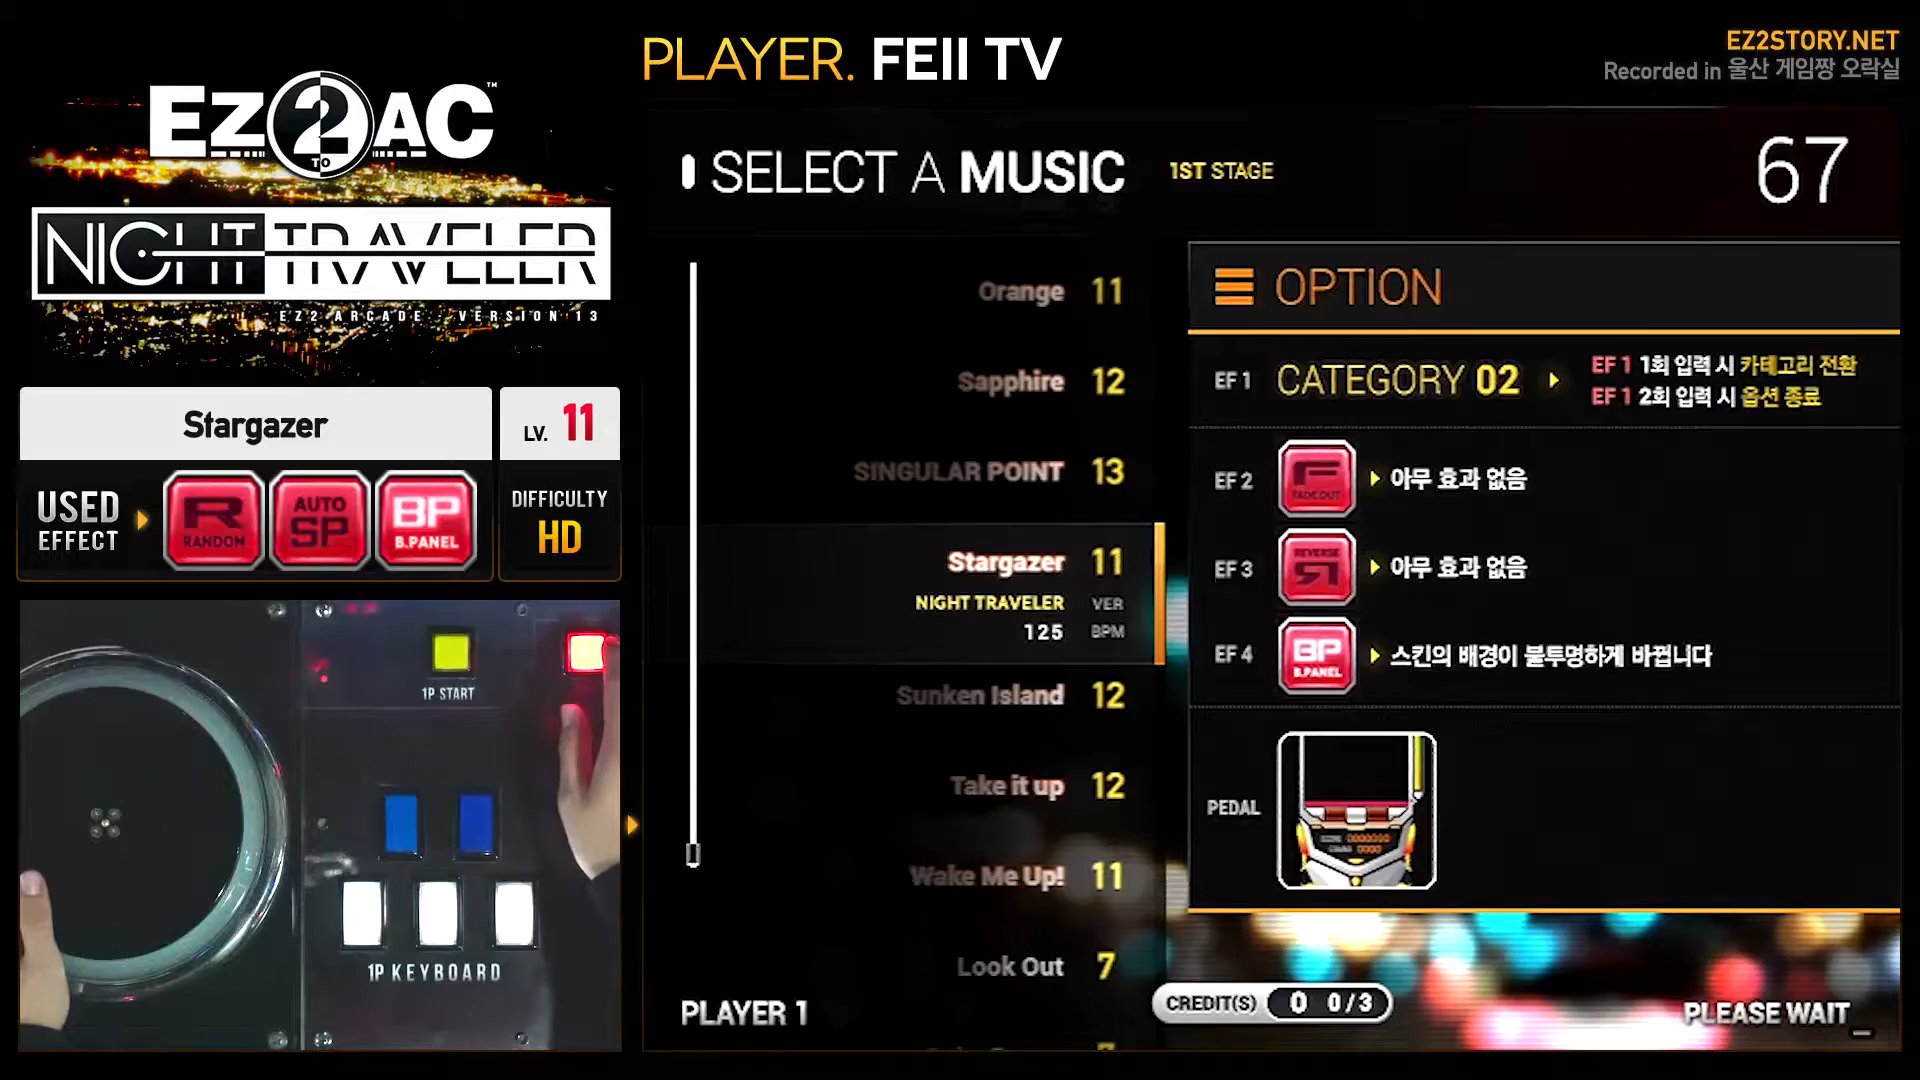 EZ2AC™
TO
NIGHT TRAVELER
EZ2 ARCADE VERSION 13
Stargazer
LV. 11
USED EFFECT
R RANDOM
AUTO SP
BP B.PANEL
DIFFICULTY HD
1P START
1P KEYBOARD
PLAYER. FEII TV
EZ2STORY.NET
Recorded in 울산 게임짱 오락실
SELECT A MUSIC
1ST STAGE
67
Orange 11
Sapphire 12
SINGULAR POINT 13
Stargazer 11
NIGHT TRAVELER VER
125 BPM
Sunken Island 12
Take it up 12
Wake Me Up! 11
Look Out 7
PLAYER 1
OPTION
EF 1 CATEGORY 02
EF 1 1회 입력 시 카테고리 전환
EF 1 2회 입력 시 옵션 종료
EF 2 F FADEOUT 아무 효과 없음
EF 3 REVERSE 아무 효과 없음
EF 4 BP B.PANEL 스킨의 배경이 불투명하게 바뀝니다
PEDAL
CREDIT(S) 0 0/3
PLEASE WAIT_